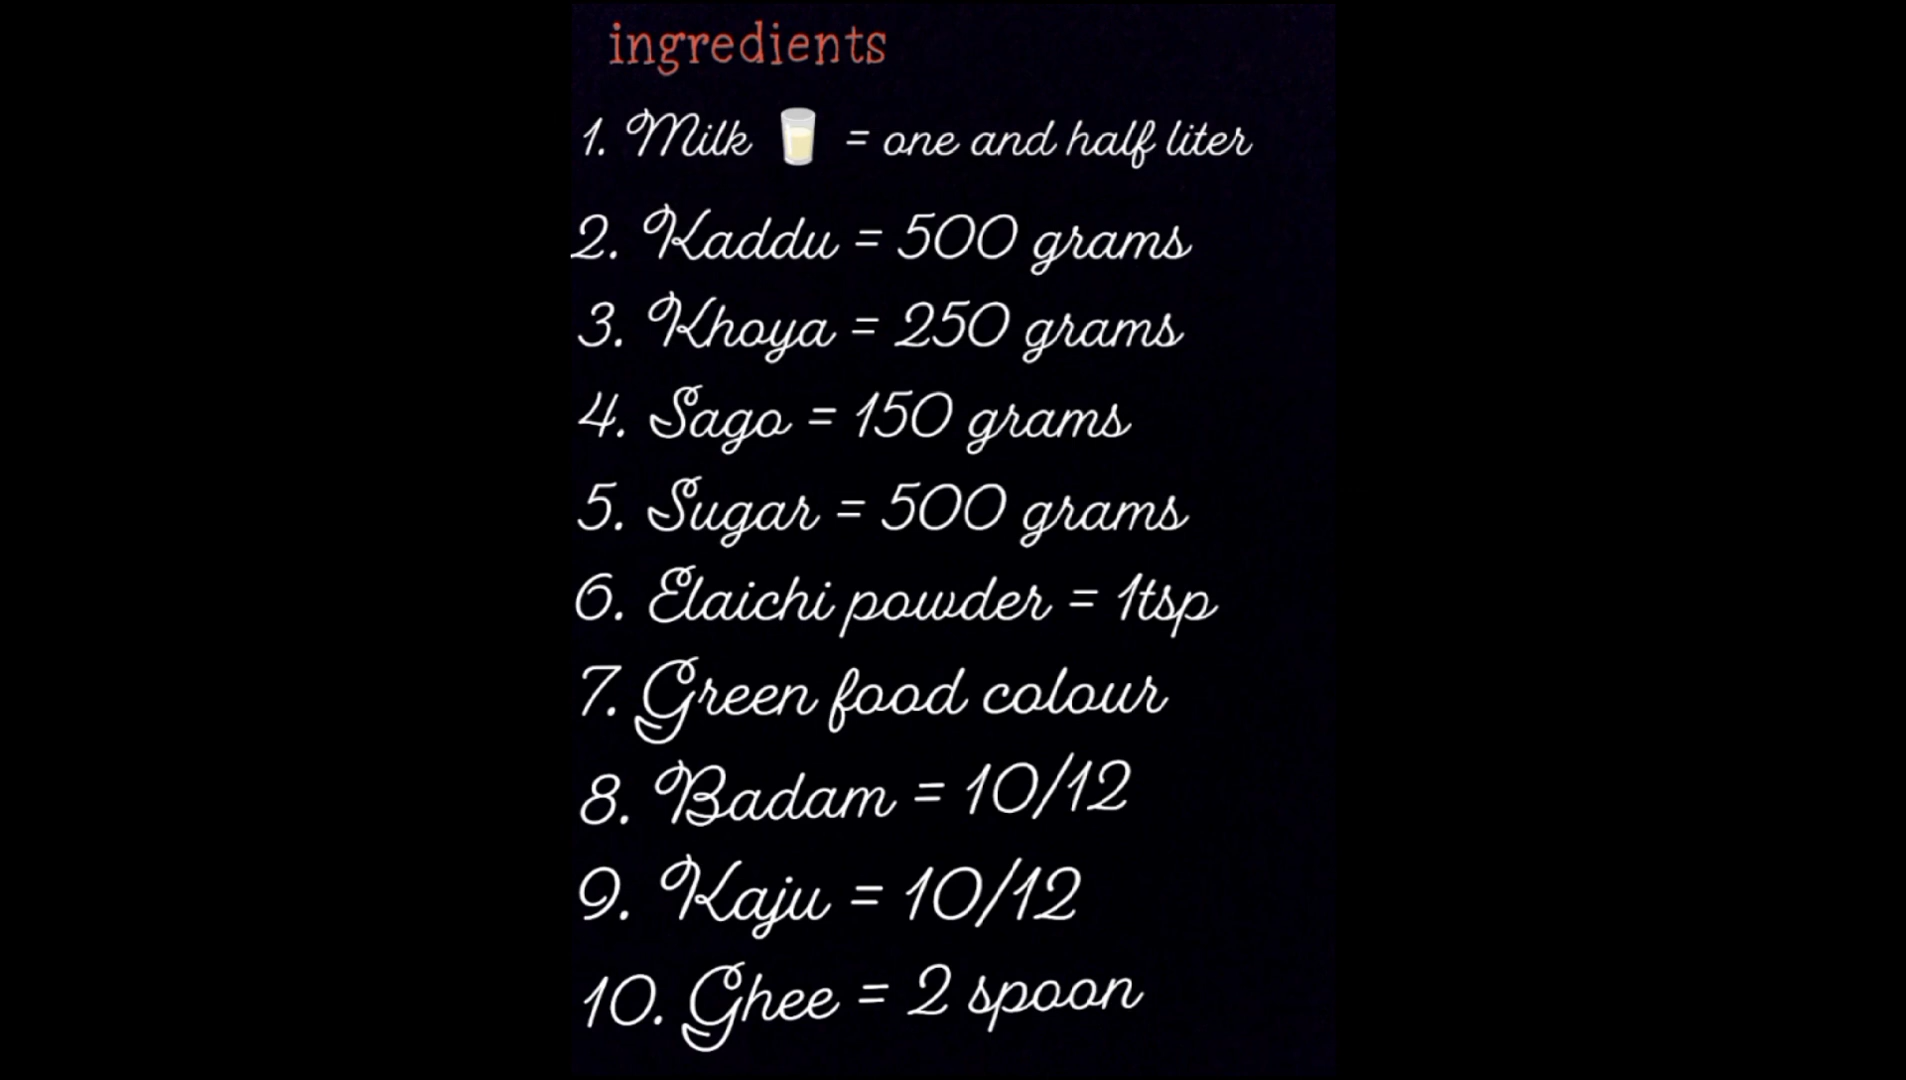 ingredients
1. Milk 🥛 = one and half liter
2. Kaddu = 500 grams
3. Khoya = 250 grams
4. Sago = 150 grams
5. Sugar = 500 grams
6. Elaichi powder = 1tsp
7. Green food colour
8. Badam = 10/12
9. Kaju = 10/12
10. Ghee = 2 spoon